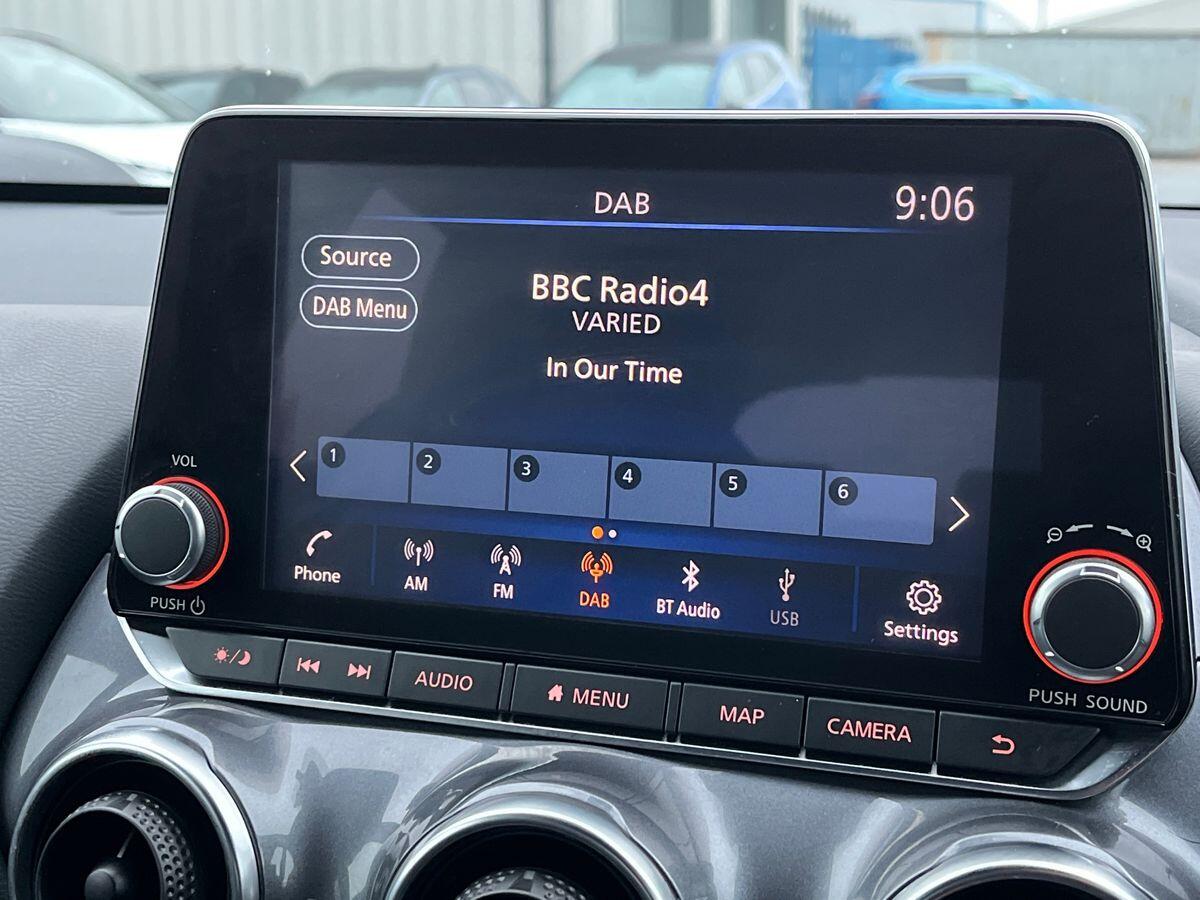 DAB
9:06
Source
DAB Menu
BBC Radio4
VARIED
In Our Time
1 2 3 4 5 6
VOL
PUSH
Phone
AM
FM
DAB
BT Audio
USB
Settings
PUSH SOUND
AUDIO
MENU
MAP
CAMERA